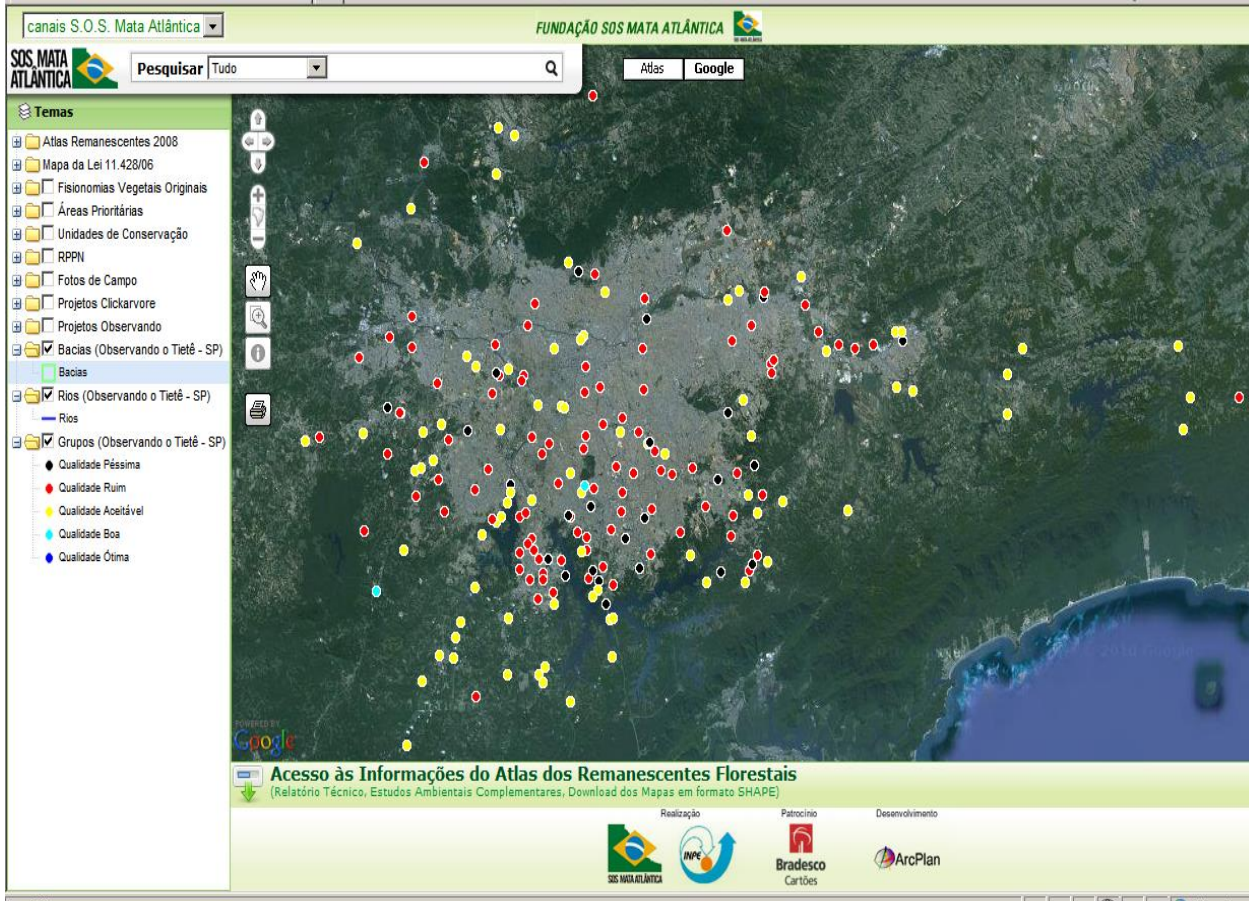 canais S.O.S. Mata Atlântica
FUNDAÇÃO SOS MATA ATLÂNTICA
SOS MATA
ATLÂNTICA
Pesquisar Tudo
Atlas Google
Temas
Atlas Remanescentes 2008
Mapa da Lei 11.428/06
Fisionomias Vegetais Originais
Áreas Prioritárias
Unidades de Conservação
RPPN
Fotos de Campo
Projetos Clickarvore
Projetos Observando
Bacias (Observando o Tietê - SP)
Bacias
Rios (Observando o Tietê - SP)
Rios
Grupos (Observando o Tietê - SP)
Qualidade Péssima
Qualidade Ruim
Qualidade Aceitável
Qualidade Boa
Qualidade Ótima
POWERED BY
Google
© 2010 Google
Acesso às Informações do Atlas dos Remanescentes Florestais
(Relatório Técnico, Estudos Ambientais Complementares, Download dos Mapas em formato SHAPE)
Realização Patrocínio Desenvolvimento
SOS MATA ATLÂNTICA
INPE
Bradesco
Cartões
ArcPlan